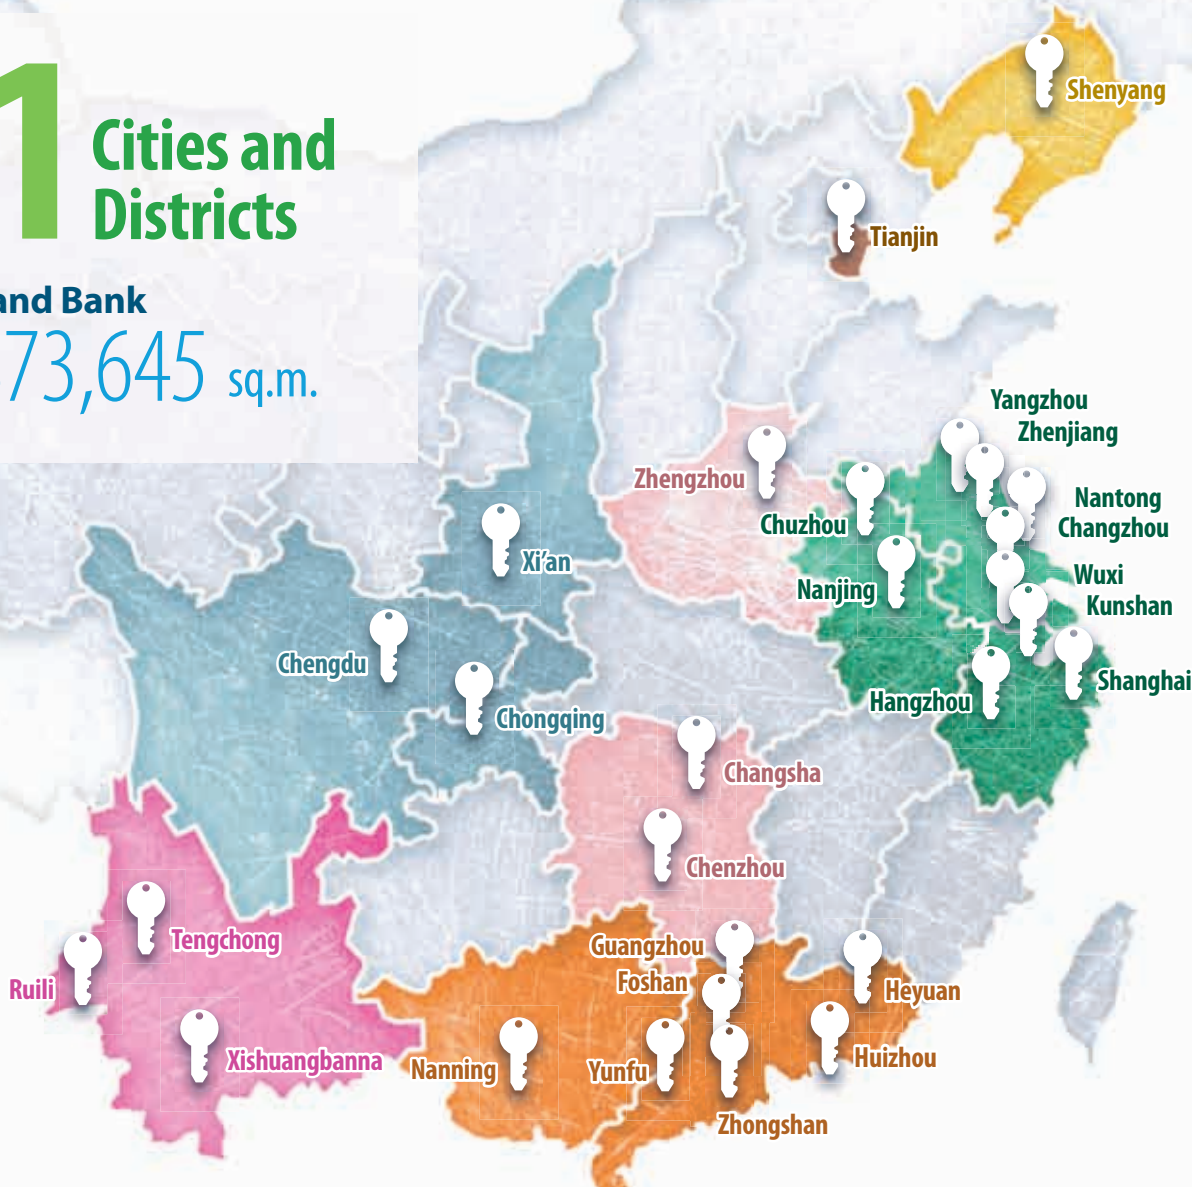 1
Cities and
Districts
and Bank
73,645 sq.m.
Shenyang
Tianjin
Yangzhou
Zhenjiang
Zhengzhou
Nantong
Chuzhou
Changzhou
Xi'an
Wuxi
Nanjing
Kunshan
Chengdu
Shanghai
Hangzhou
Chongqing
Changsha
Chenzhou
Tengchong
Guangzhou
Foshan
Ruili
Heyuan
Xishuangbanna
Nanning
Yunfu
Huizhou
Zhongshan